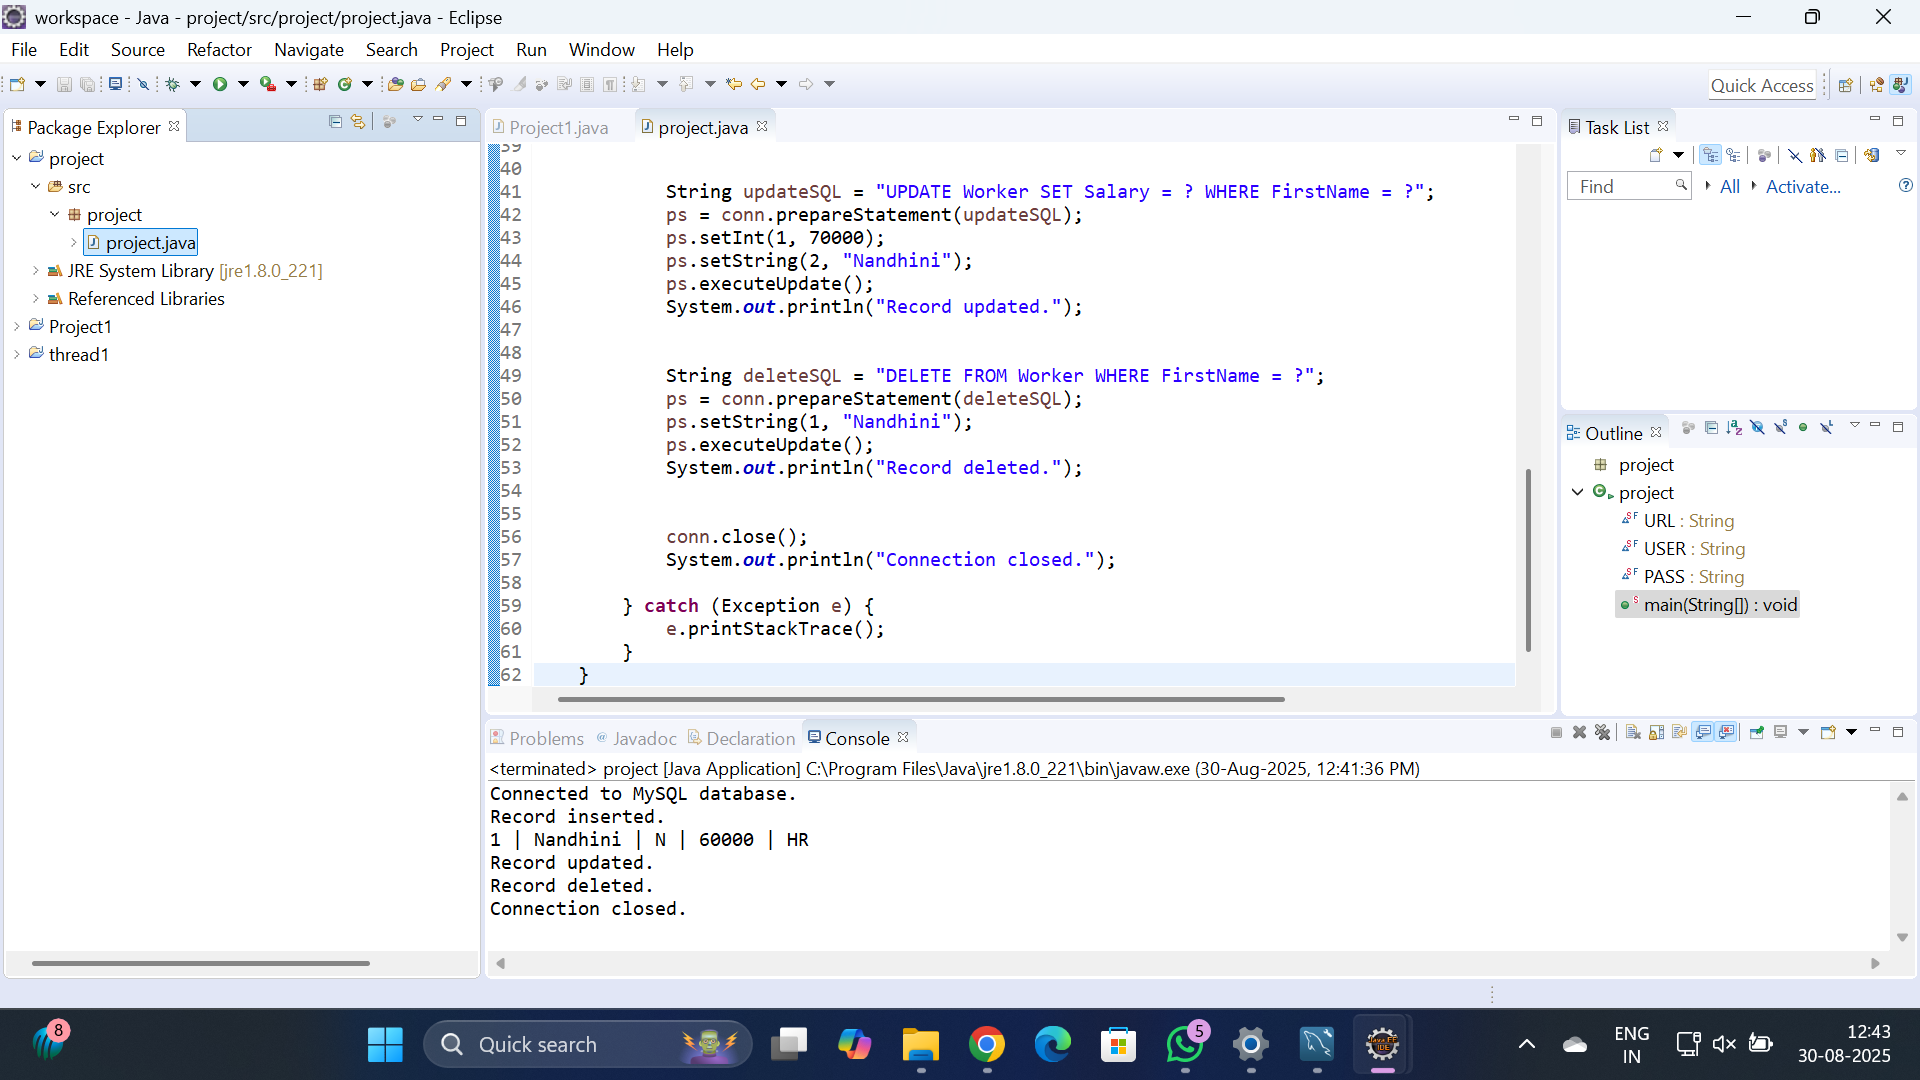 workspace - Java - project/src/project/project.java - Eclipse
File Edit Source Refactor Navigate Search Project Run Window Help
Quick Access
Package Explorer
project
src
project
project.java
JRE System Library [jre1.8.0_221]
Referenced Libraries
Project1
thread1
Project1.java project.java
39
40
41 String updateSQL = "UPDATE Worker SET Salary = ? WHERE FirstName = ?";
42 ps = conn.prepareStatement(updateSQL);
43 ps.setInt(1, 70000);
44 ps.setString(2, "Nandhini");
45 ps.executeUpdate();
46 System.out.println("Record updated.");
47
48
49 String deleteSQL = "DELETE FROM Worker WHERE FirstName = ?";
50 ps = conn.prepareStatement(deleteSQL);
51 ps.setString(1, "Nandhini");
52 ps.executeUpdate();
53 System.out.println("Record deleted.");
54
55
56 conn.close();
57 System.out.println("Connection closed.");
58
59 } catch (Exception e) {
60 e.printStackTrace();
61 }
62 }
Task List
Find All Activate...
Outline
project
project
URL : String
USER : String
PASS : String
main(String[]) : void
Problems @ Javadoc Declaration Console
<terminated> project [Java Application] C:\Program Files\Java\jre1.8.0_221\bin\javaw.exe (30-Aug-2025, 12:41:36 PM)
Connected to MySQL database.
Record inserted.
1 | Nandhini | N | 60000 | HR
Record updated.
Record deleted.
Connection closed.
8
Quick search
5
Java EE
IDE
ENG
IN
12:43
30-08-2025